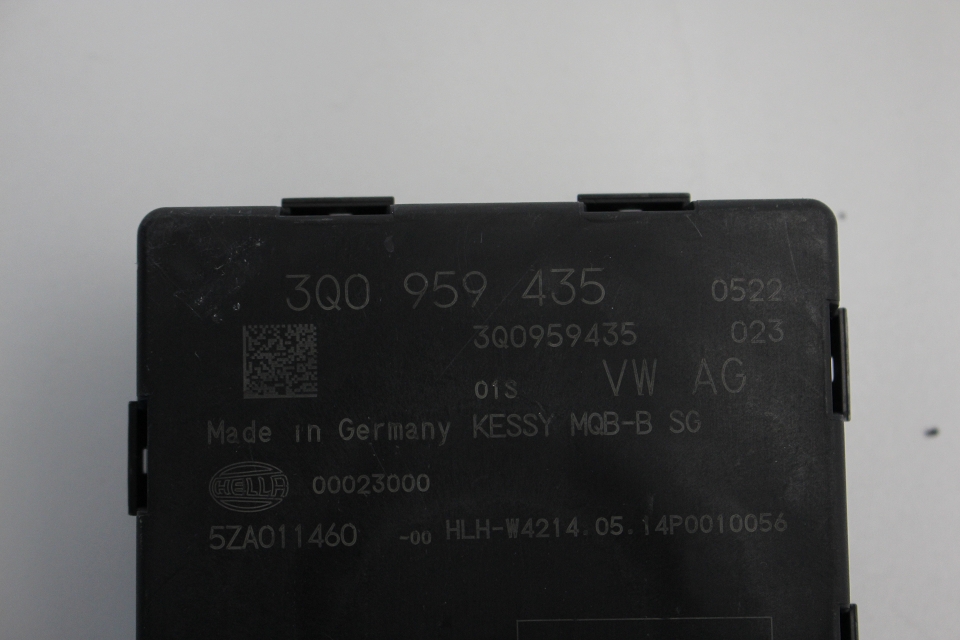 3Q0 959 435 0522
3Q0959435 023
01S VW AG
Made in Germany KESSY MQB-B SG
HELLA 00023000
5ZA011460 -00 HLH-W4214.05.14P0010056